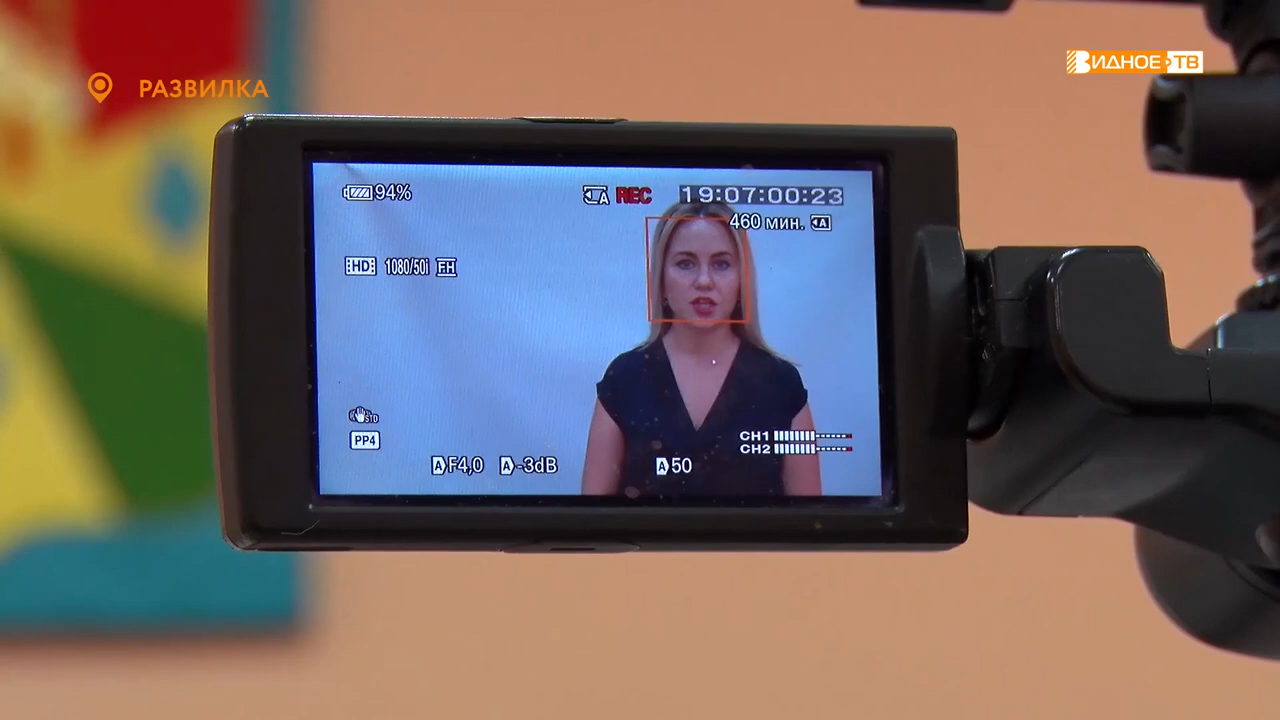 РАЗВИЛКА
ВИДНОЕ ТВ
94%
A REC 19:07:00:23
460 мин. A
HD 1080/50i FH
STD
PP4
CH1
CH2
A F4,0 A -3dB A 50